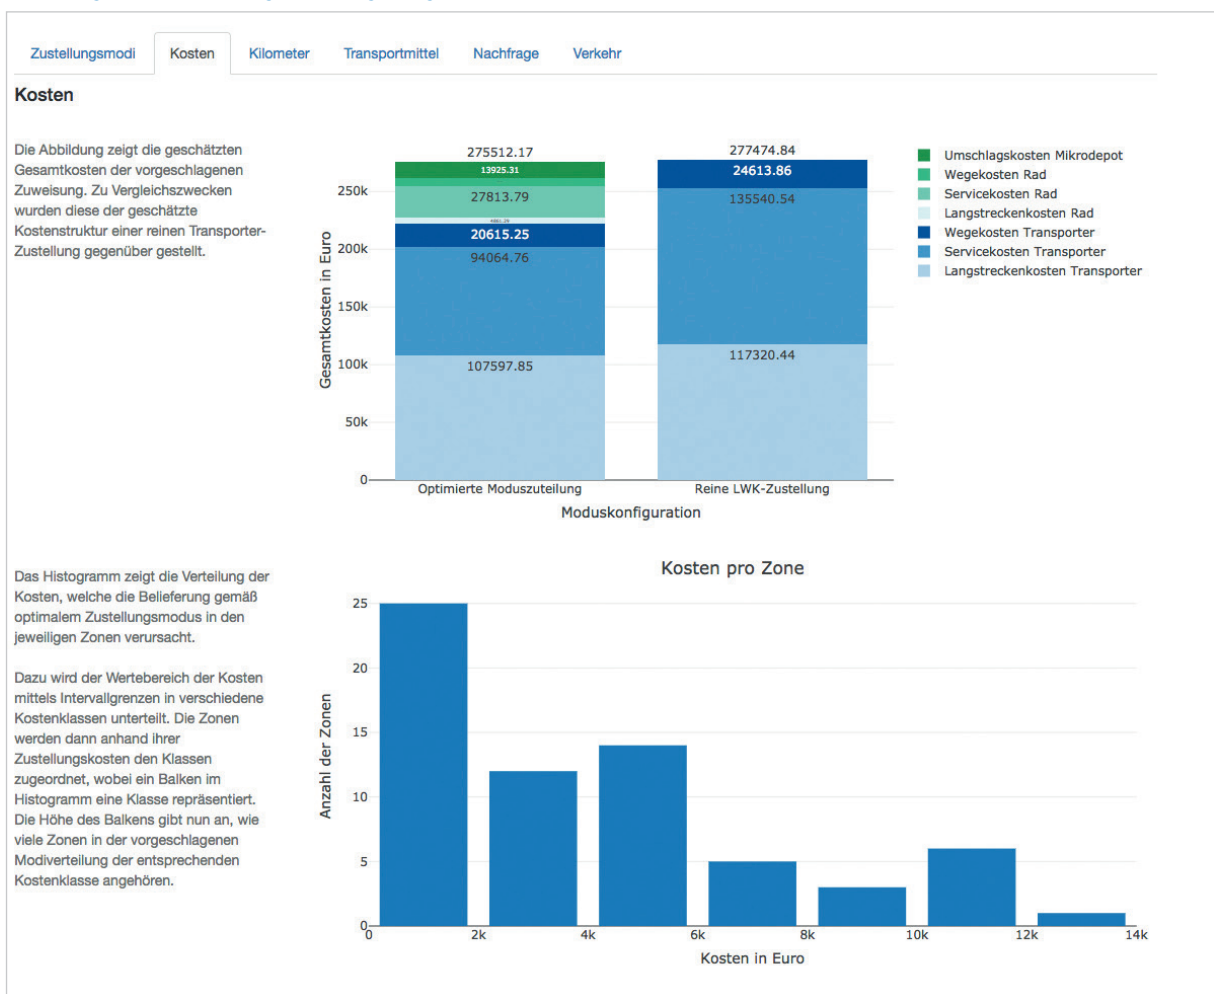 Zustellungsmodi
Kosten
Kilometer
Transportmittel
Nachfrage
Verkehr
Kosten
Die Abbildung zeigt die geschätzten
Gesamtkosten der vorgeschlagenen
Zuweisung. Zu Vergleichszwecken
wurden diese der geschätzte
Kostenstruktur einer reinen Transporter-
Zustellung gegenüber gestellt.
275512.17
13925.31
27813.79
20615.25
94064.76
107597.85
277474.84
24613.86
135540.54
117320.44
250k
200k
150k
100k
50k
0
Gesamtkosten in Euro
Optimierte Moduszuteilung
Reine LWK-Zustellung
Moduskonfiguration
Umschlagskosten Mikrodepot
Wegekosten Rad
Servicekosten Rad
Langstreckenkosten Rad
Wegekosten Transporter
Servicekosten Transporter
Langstreckenkosten Transporter
Das Histogramm zeigt die Verteilung der
Kosten, welche die Belieferung gemäß
optimalem Zustellungsmodus in den
jeweiligen Zonen verursacht.
Dazu wird der Wertebereich der Kosten
mittels Intervallgrenzen in verschiedene
Kostenklassen unterteilt. Die Zonen
werden dann anhand ihrer
Zustellungskosten den Klassen
zugeordnet, wobei ein Balken im
Histogramm eine Klasse repräsentiert.
Die Höhe des Balkens gibt nun an, wie
viele Zonen in der vorgeschlagenen
Modiverteilung der entsprechenden
Kostenklasse angehören.
Kosten pro Zone
25
20
15
10
5
0
Anzahl der Zonen
0
2k
4k
6k
8k
10k
12k
14k
Kosten in Euro